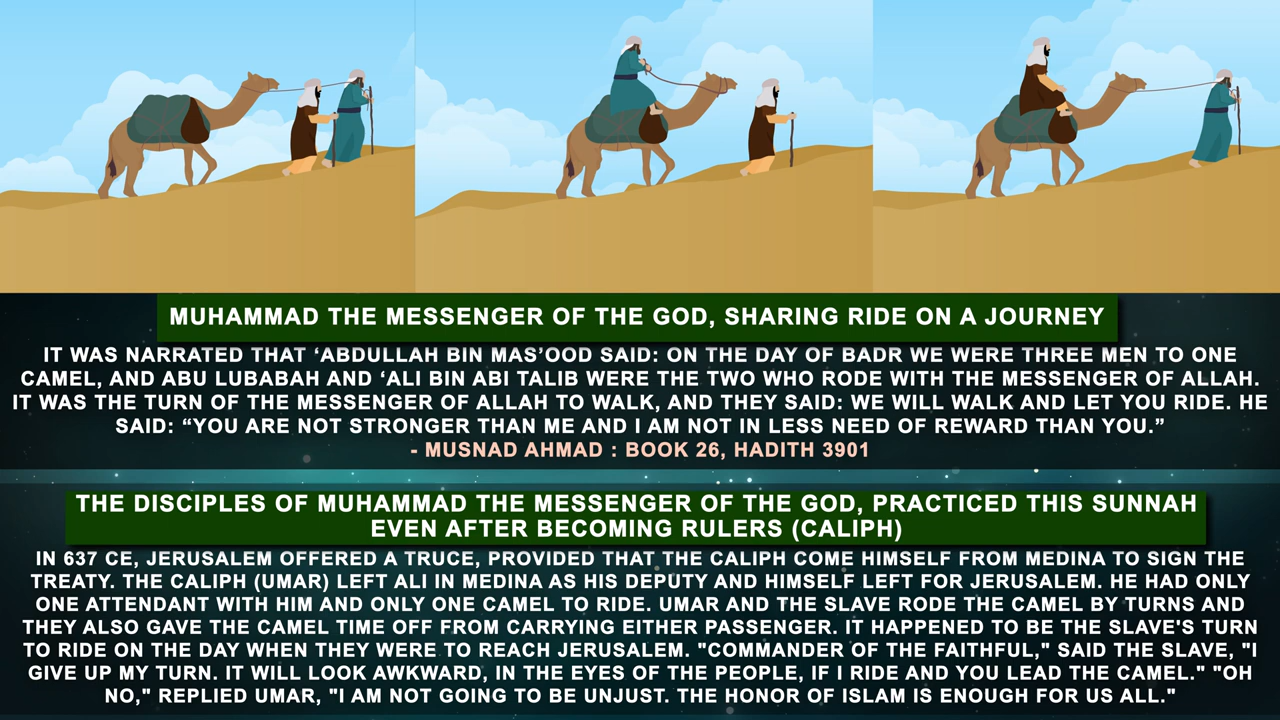 MUHAMMAD THE MESSENGER OF THE GOD, SHARING RIDE ON A JOURNEY
IT WAS NARRATED THAT ‘ABDULLAH BIN MAS’OOD SAID: ON THE DAY OF BADR WE WERE THREE MEN TO ONE
CAMEL, AND ABU LUBABAH AND ‘ALI BIN ABI TALIB WERE THE TWO WHO RODE WITH THE MESSENGER OF ALLAH.
IT WAS THE TURN OF THE MESSENGER OF ALLAH TO WALK, AND THEY SAID: WE WILL WALK AND LET YOU RIDE. HE
SAID: “YOU ARE NOT STRONGER THAN ME AND I AM NOT IN LESS NEED OF REWARD THAN YOU.”
- MUSNAD AHMAD : BOOK 26, HADITH 3901
THE DISCIPLES OF MUHAMMAD THE MESSENGER OF THE GOD, PRACTICED THIS SUNNAH
EVEN AFTER BECOMING RULERS (CALIPH)
IN 637 CE, JERUSALEM OFFERED A TRUCE, PROVIDED THAT THE CALIPH COME HIMSELF FROM MEDINA TO SIGN THE
TREATY. THE CALIPH (UMAR) LEFT ALI IN MEDINA AS HIS DEPUTY AND HIMSELF LEFT FOR JERUSALEM. HE HAD ONLY
ONE ATTENDANT WITH HIM AND ONLY ONE CAMEL TO RIDE. UMAR AND THE SLAVE RODE THE CAMEL BY TURNS AND
THEY ALSO GAVE THE CAMEL TIME OFF FROM CARRYING EITHER PASSENGER. IT HAPPENED TO BE THE SLAVE'S TURN
TO RIDE ON THE DAY WHEN THEY WERE TO REACH JERUSALEM. "COMMANDER OF THE FAITHFUL," SAID THE SLAVE, "I
GIVE UP MY TURN. IT WILL LOOK AWKWARD, IN THE EYES OF THE PEOPLE, IF I RIDE AND YOU LEAD THE CAMEL." "OH
NO," REPLIED UMAR, "I AM NOT GOING TO BE UNJUST. THE HONOR OF ISLAM IS ENOUGH FOR US ALL."